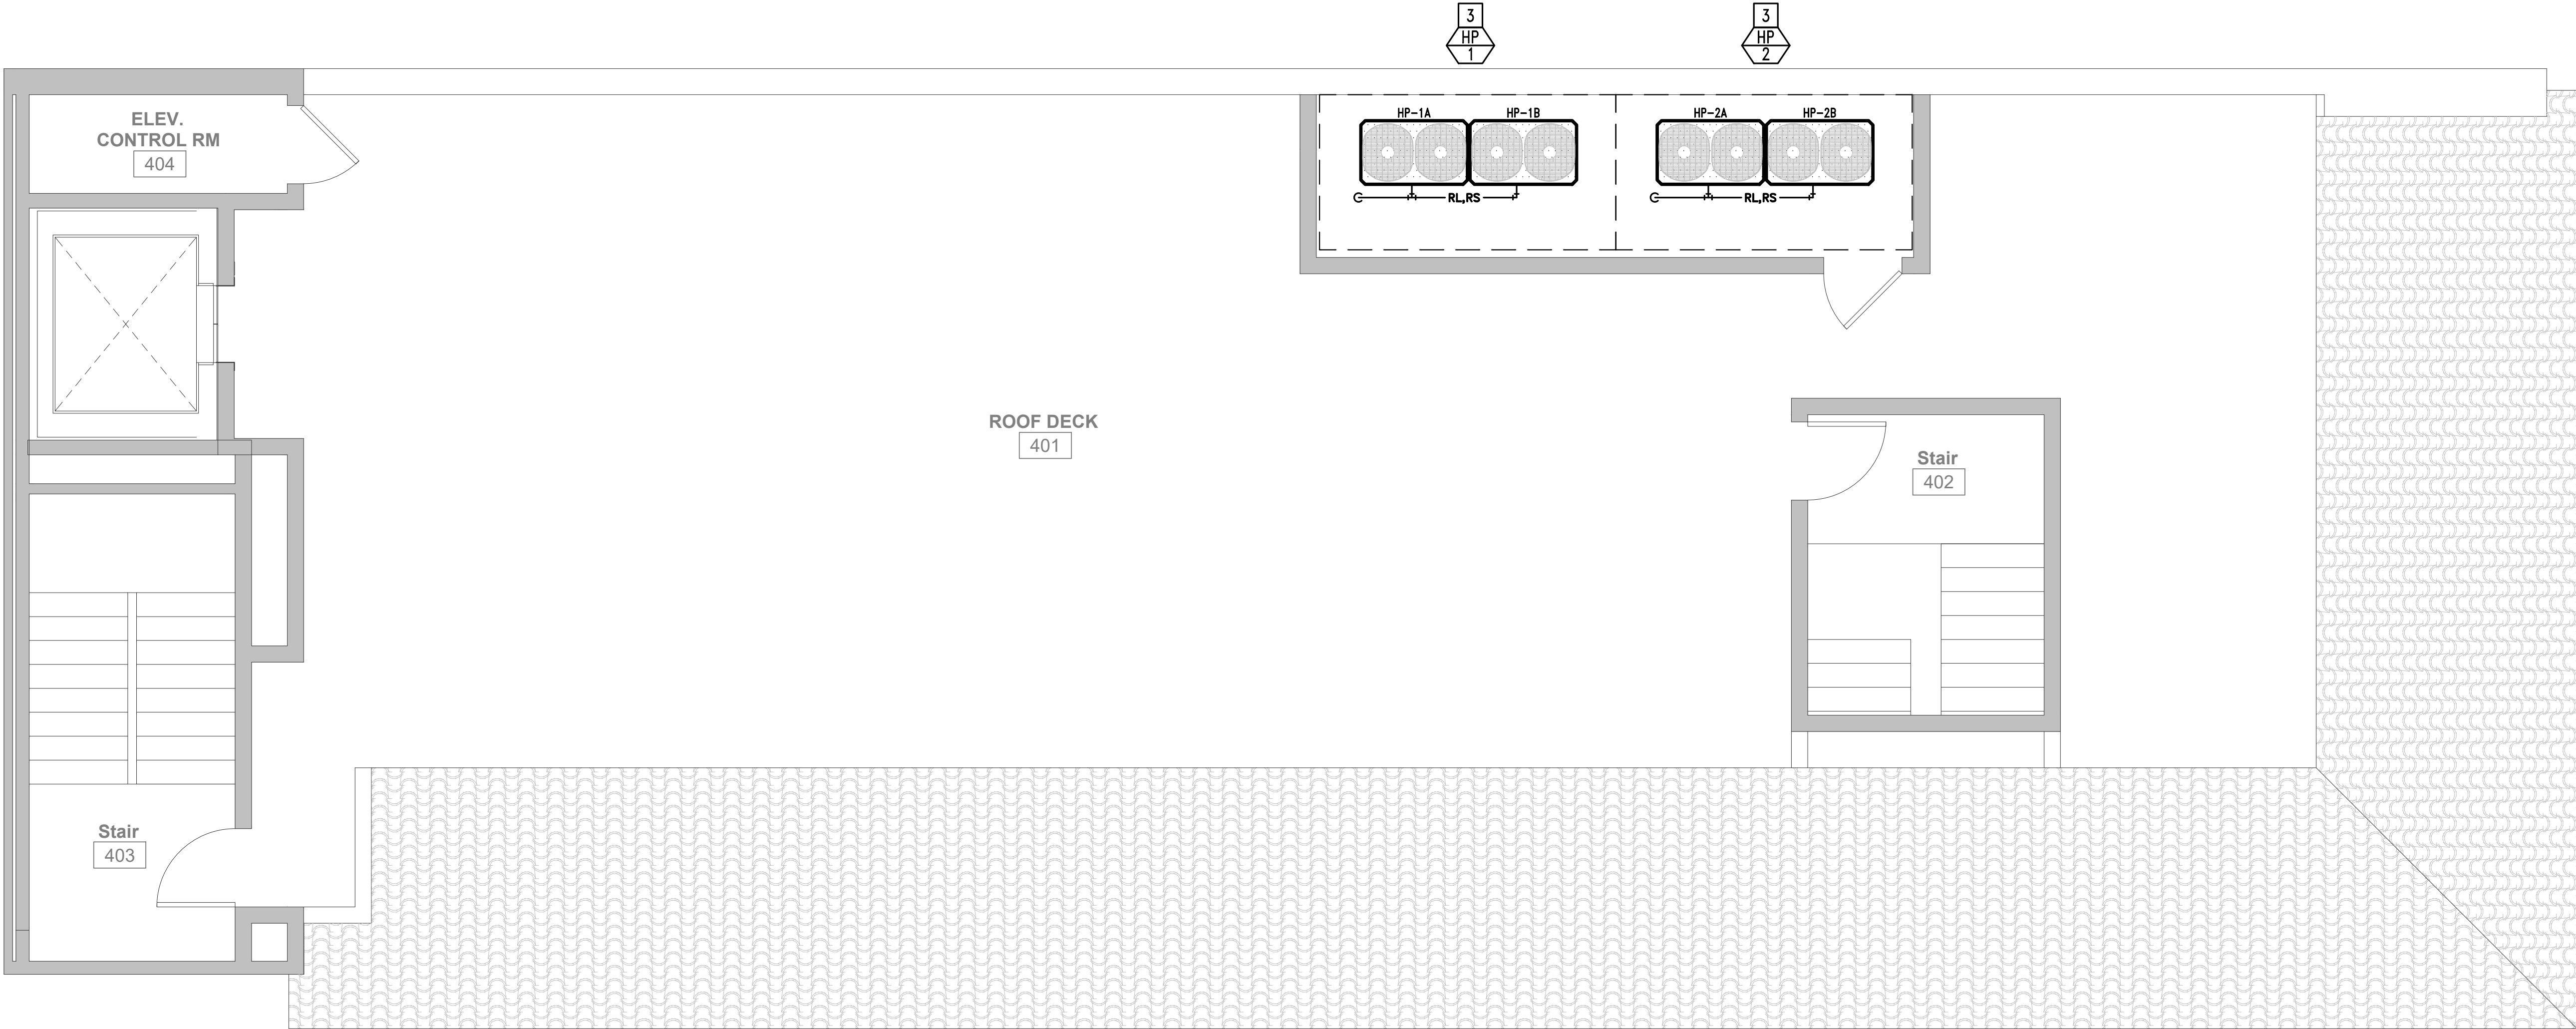 3
HP
1
3
HP
2
ELEV.
CONTROL RM
404
HP-1A
HP-1B
HP-2A
HP-2B
RL,RS
RL,RS
ROOF DECK
401
Stair
402
Stair
403